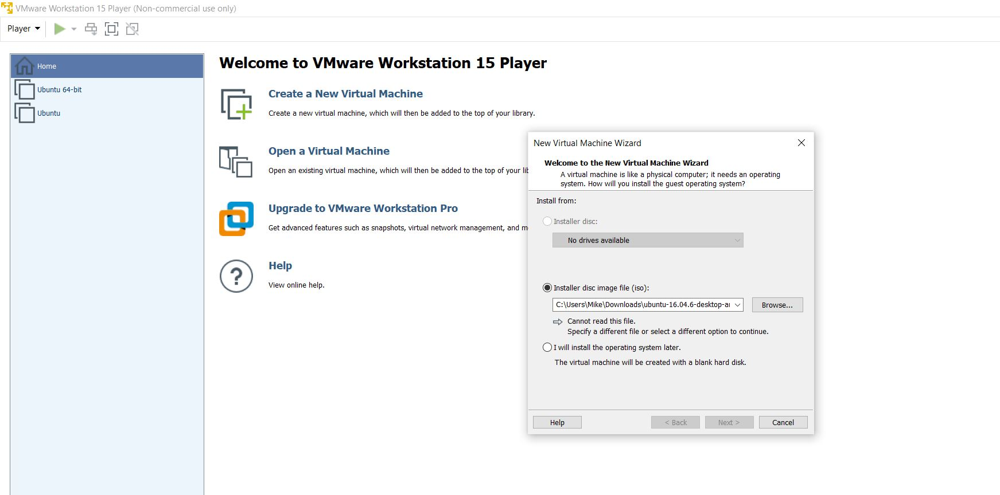 VMware Workstation 15 Player (Non-commercial use only)
Player
Home
Ubuntu 64-bit
Ubuntu
Welcome to VMware Workstation 15 Player
Create a New Virtual Machine
Create a new virtual machine, which will then be added to the top of your library.
Open a Virtual Machine
Open an existing virtual machine, which will then be added to the top of your
Upgrade to VMware Workstation Pro
Get advanced features such as snapshots, virtual network management, and
Help
View online help.
New Virtual Machine Wizard
Welcome to the New Virtual Machine Wizard
A virtual machine is like a physical computer; it needs an operating
system. How will you install the guest operating system?
Install from:
Installer disc:
No drives available
Installer disc image file (iso):
C:\Users\Mike\Downloads\ubuntu-16.04.6-desktop-a
Browse...
Cannot read this file.
Specify a different file or select a different option to continue.
I will install the operating system later.
The virtual machine will be created with a blank hard disk.
Help
< Back
Next >
Cancel